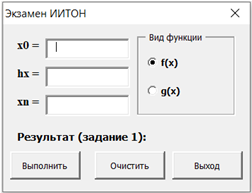 Экзамен ИИТОН
x0 =
hx =
xn =
Вид функции
f(x)
g(x)
Результат (задание 1):
Выполнить
Очистить
Выход